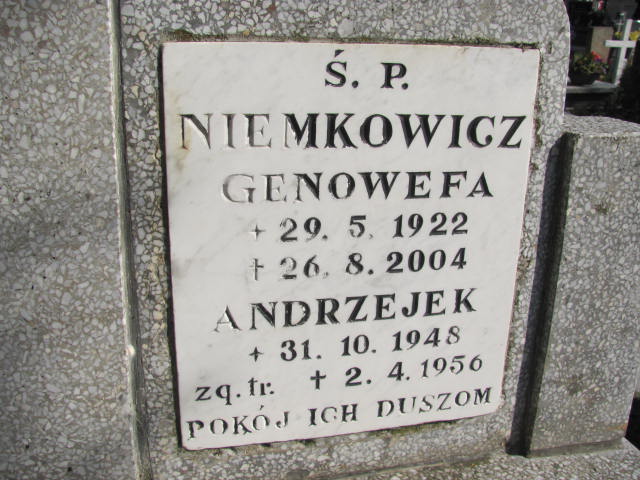 Ś. P.
NIEMKOWICZ
GENOWEFA
+ 29. 5. 1922
† 26. 8. 2004
ANDRZEJEK
+ 31. 10. 1948
zq. tr. † 2. 4. 1956
POKÓJ ICH DUSZOM